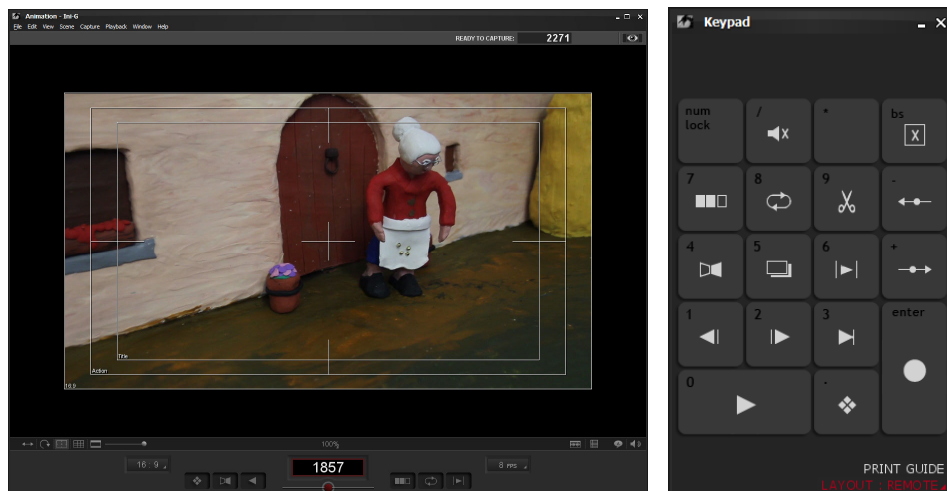 Animation - Ini-G
File Edit View Scene Capture Playback Window Help
READY TO CAPTURE: 2271
Title
Action
16:9
100%
16 : 9
1857
8 FPS
Keypad
num lock
/
*
bs
X
7
8
9
-
4
5
6
+
1
2
3
enter
0
.
PRINT GUIDE
LAYOUT : REMOTE